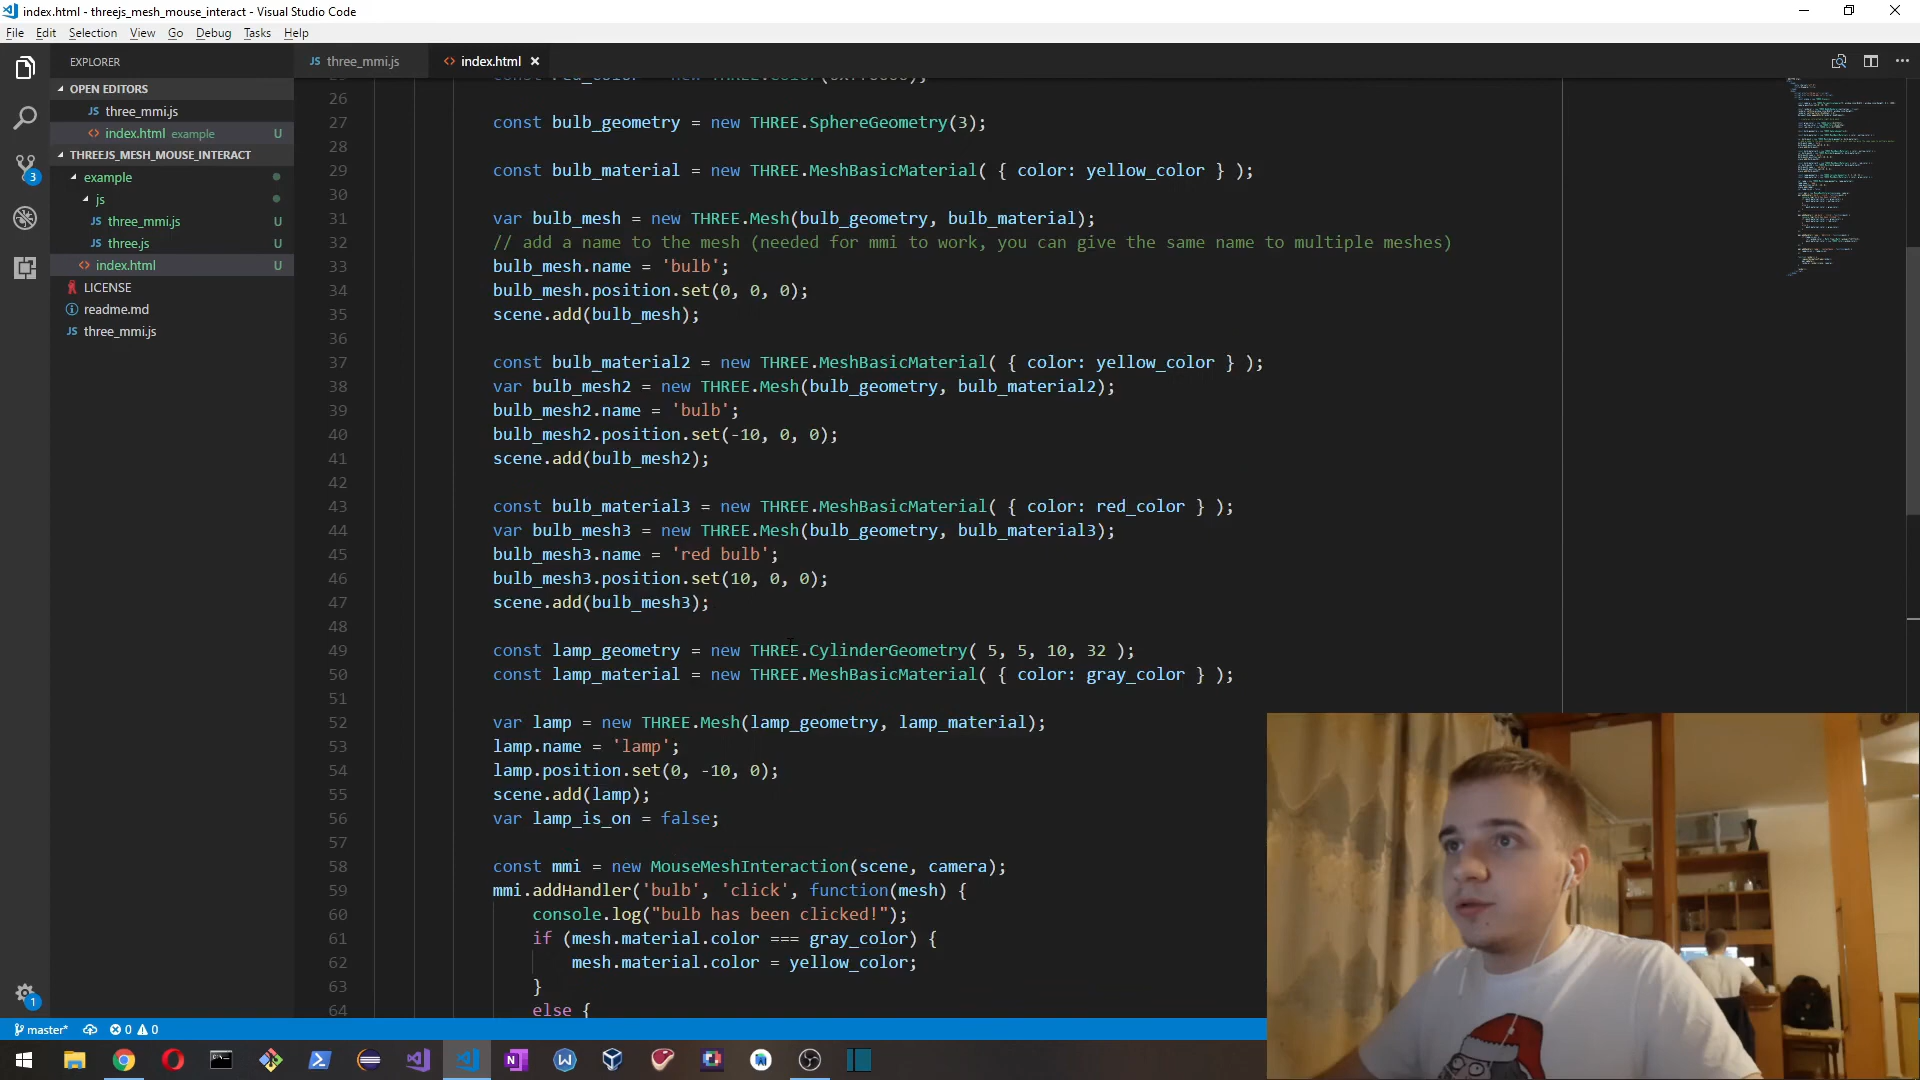 index.html - threejs_mesh_mouse_interact - Visual Studio Code
File Edit Selection View Go Debug Tasks Help
EXPLORER
OPEN EDITORS
JS three_mmi.js
<> index.html example U
THREEJS_MESH_MOUSE_INTERACT
example
js
JS three_mmi.js U
JS three.js U
<> index.html U
LICENSE
readme.md
JS three_mmi.js
3
1
JS three_mmi.js
<> index.html
26
27 const bulb_geometry = new THREE.SphereGeometry(3);
28
29 const bulb_material = new THREE.MeshBasicMaterial( { color: yellow_color } );
30
31 var bulb_mesh = new THREE.Mesh(bulb_geometry, bulb_material);
32 // add a name to the mesh (needed for mmi to work, you can give the same name to multiple meshes)
33 bulb_mesh.name = 'bulb';
34 bulb_mesh.position.set(0, 0, 0);
35 scene.add(bulb_mesh);
36
37 const bulb_material2 = new THREE.MeshBasicMaterial( { color: yellow_color } );
38 var bulb_mesh2 = new THREE.Mesh(bulb_geometry, bulb_material2);
39 bulb_mesh2.name = 'bulb';
40 bulb_mesh2.position.set(-10, 0, 0);
41 scene.add(bulb_mesh2);
42
43 const bulb_material3 = new THREE.MeshBasicMaterial( { color: red_color } );
44 var bulb_mesh3 = new THREE.Mesh(bulb_geometry, bulb_material3);
45 bulb_mesh3.name = 'red bulb';
46 bulb_mesh3.position.set(10, 0, 0);
47 scene.add(bulb_mesh3);
48
49 const lamp_geometry = new THREE.CylinderGeometry( 5, 5, 10, 32 );
50 const lamp_material = new THREE.MeshBasicMaterial( { color: gray_color } );
51
52 var lamp = new THREE.Mesh(lamp_geometry, lamp_material);
53 lamp.name = 'lamp';
54 lamp.position.set(0, -10, 0);
55 scene.add(lamp);
56 var lamp_is_on = false;
57
58 const mmi = new MouseMeshInteraction(scene, camera);
59 mmi.addHandler('bulb', 'click', function(mesh) {
60 console.log("bulb has been clicked!");
61 if (mesh.material.color === gray_color) {
62 mesh.material.color = yellow_color;
63 }
64 else {
master* 0 0